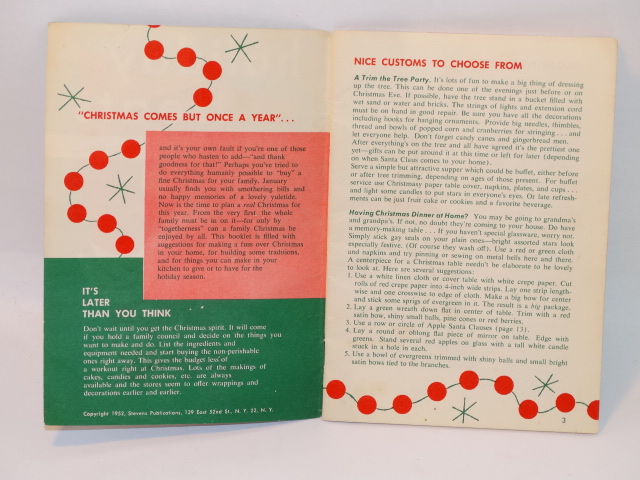 "CHRISTMAS COMES BUT ONCE A YEAR"...
and it's your own fault if you're one of those
people who hasten to add—"and thank
goodness for that!" Perhaps you've tried to
do everything humanly possible to "buy" a
fine Christmas for your family. January
usually finds you with smothering bills and
no happy memories of a lovely yuletide.
Now is the time to plan a real Christmas for
this year. From the very first the whole
family must be in on it—for only by
"togetherness" can a family Christmas be
enjoyed by all. This booklet is filled with
suggestions for making a fun over Christmas
in your home, for building some traditions,
and for things you can make in your
kitchen to give or to have for the
holiday season.
IT'S
LATER
THAN YOU THINK
Don't wait until you get the Christmas spirit. It will come
if you hold a family council and decide on the things you
want to make and do. List the ingredients and
equipment needed and start buying the non-perishable
ones right away. This gives the budget less of
a workout right at Christmas. Lots of the makings of
cakes, candies and cookies, etc. are always
available and the stores seem to offer wrappings and
decorations earlier and earlier.
Copyright 1952, Stevens Publications, 139 East 52nd St., N. Y. 22, N. Y.
NICE CUSTOMS TO CHOOSE FROM
A Trim the Tree Party. It's lots of fun to make a big thing of dressing
up the tree. This can be done one of the evenings just before or on
Christmas Eve. If possible, have the tree stand in a bucket filled with
wet sand or water and bricks. The strings of lights and extension cord
must be on hand in good repair. Be sure you have all the decorations
including hooks for hanging ornaments. Provide big needles, thimbles,
thread and bowls of popped corn and cranberries for stringing . . . and
let everyone help. Don't forget candy canes and gingerbread men.
After everything's on the tree and all have agreed it's the prettiest one
yet—gifts can be put around it at this time or left for later (depending
on when Santa Claus comes to your home).
Serve a simple but attractive supper which could be buffet, either before
or after tree trimming, depending on ages of those present. For buffet
service use Christmasy paper table cover, napkins, plates, and cups . . .
and light some candles to put stars in everyone's eyes. Or late refresh-
ments can be just fruit cake or cookies and a favorite beverage.
Having Christmas Dinner at Home? You may be going to grandma's
and grandpa's. If not, no doubt they're coming to your house. Do have
a memory-making table . . . If you haven't special glassware, worry not.
Simply stick gay seals on your plain ones—bright assorted stars look
especially festive. (Of course they wash off). Use a red or green cloth
and napkins and try pinning or sewing on metal bells here and there.
A centerpiece for a Christmas table needn't be elaborate to be lovely
to look at. Here are several suggestions:
1. Use a white linen cloth or cover table with white crepe paper. Cut
rolls of red crepe paper into 4-inch wide strips. Lay one strip length-
wise and one crosswise to edge of cloth. Make a big bow for center
and stick some sprigs of evergreen in it. The result is a big package.
2. Lay a green wreath down flat in center of table. Trim with a red
satin bow, shiny small balls, pine cones or red berries.
3. Use a row or circle of Apple Santa Clauses (page 13).
4. Lay a round or oblong flat piece of mirror on table. Edge with
greens. Stand several red apples on glass with a tall white candle
stuck in a hole in each.
5. Use a bowl of evergreens trimmed with shiny balls and small bright
satin bows tied to the branches.
3